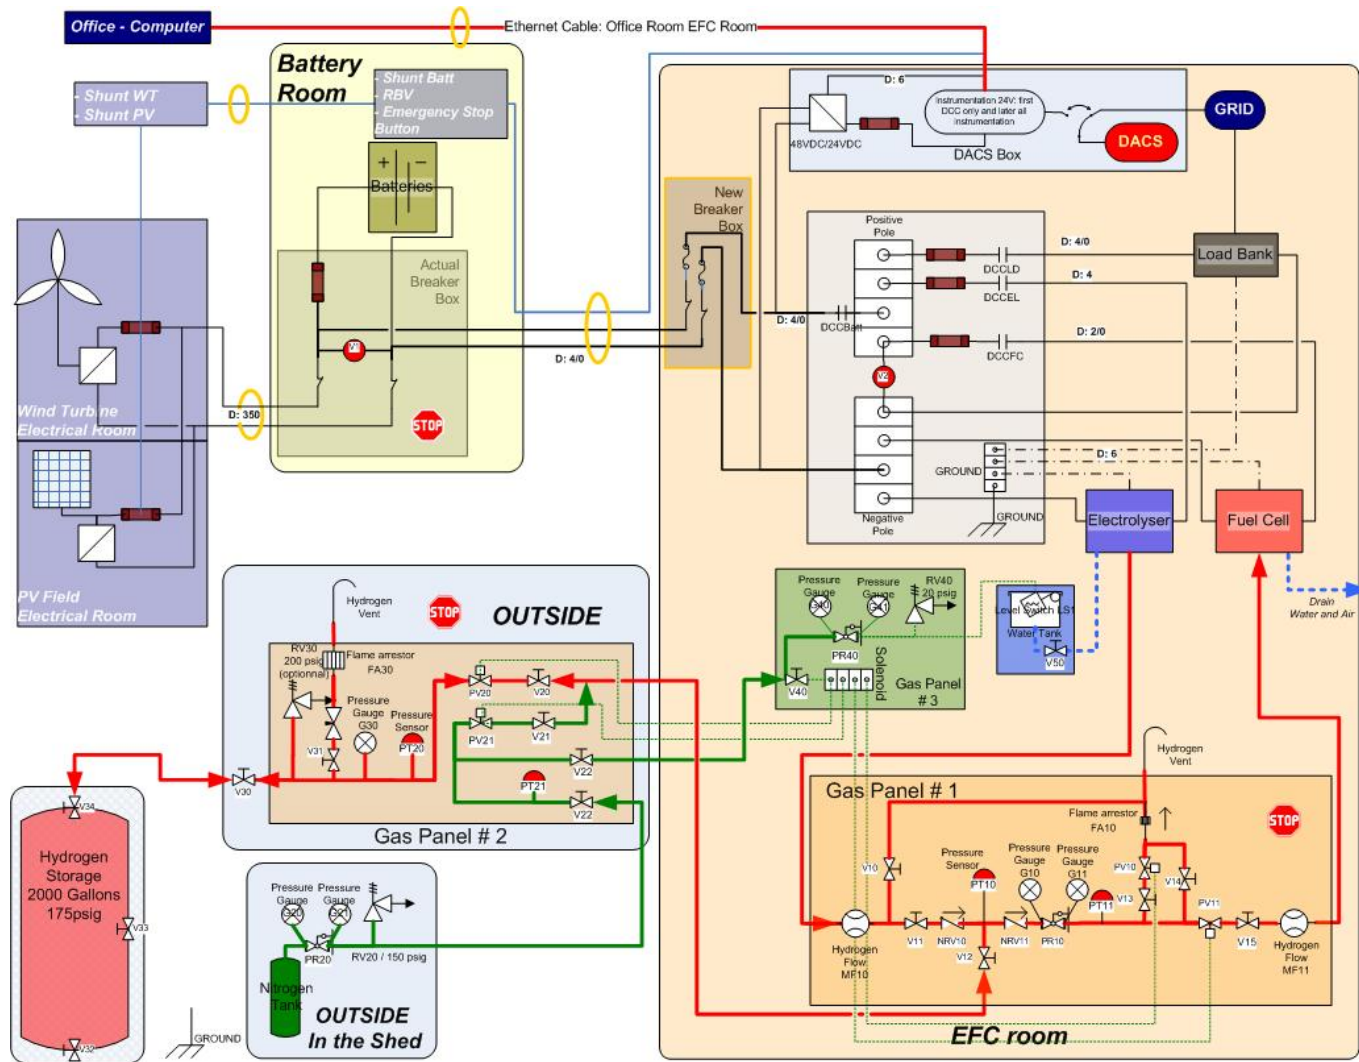 Office - Computer
Ethernet Cable: Office Room EFC Room
Battery
Room
- Shunt Batt
- RBV
- Emergency Stop
Button
- Shunt WT
- Shunt PV
+
-
Batteries
Actual
Breaker
Box
V1
STOP
D: 4/0
D: 350
Wind Turbine
Electrical Room
PV Field
Electrical Room
D: 6
Instrumentation 24V: first
DCC only and later all
instrumentation
48VDC/24VDC
DACS Box
DACS
GRID
New
Breaker
Box
D: 4/0
Positive
Pole
DCCLD
D: 4/0
DCCEL
D: 4
DCCBatt
DCCFC
D: 2/0
V2
Load Bank
GROUND
D: 6
GROUND
Negative
Pole
Electrolyser
Fuel Cell
Drain
Water and Air
Hydrogen
Vent
STOP
OUTSIDE
RV30
200 psig
(optional)
Flame arrestor
FA30
Pressure
Gauge
G30
Pressure
Sensor
PT20
V31
PV20
V20
PV21
V21
V22
PT21
V22
V30
Gas Panel # 2
Pressure
Gauge
G40
Pressure
Gauge
G41
RV40
20 psig
PR40
V40
Solenoid
Gas Panel
# 3
Level Switch LS1
Water Tank
V50
V34
Hydrogen
Storage
2000 Gallons
175psig
V33
V32
GROUND
Pressure
Gauge
G20
Pressure
Gauge
G21
PR20
RV20 / 150 psig
Nitrogen
Tank
OUTSIDE
In the Shed
Gas Panel # 1
Hydrogen
Vent
Flame arrestor
FA10
STOP
V10
Pressure
Sensor
PT10
Pressure
Gauge
G10
Pressure
Gauge
G11
PT11
PV10
V13
V14
PV11
Hydrogen
Flow
MF10
V11
NRV10
V12
NRV11
PR10
V15
Hydrogen
Flow
MF11
EFC room